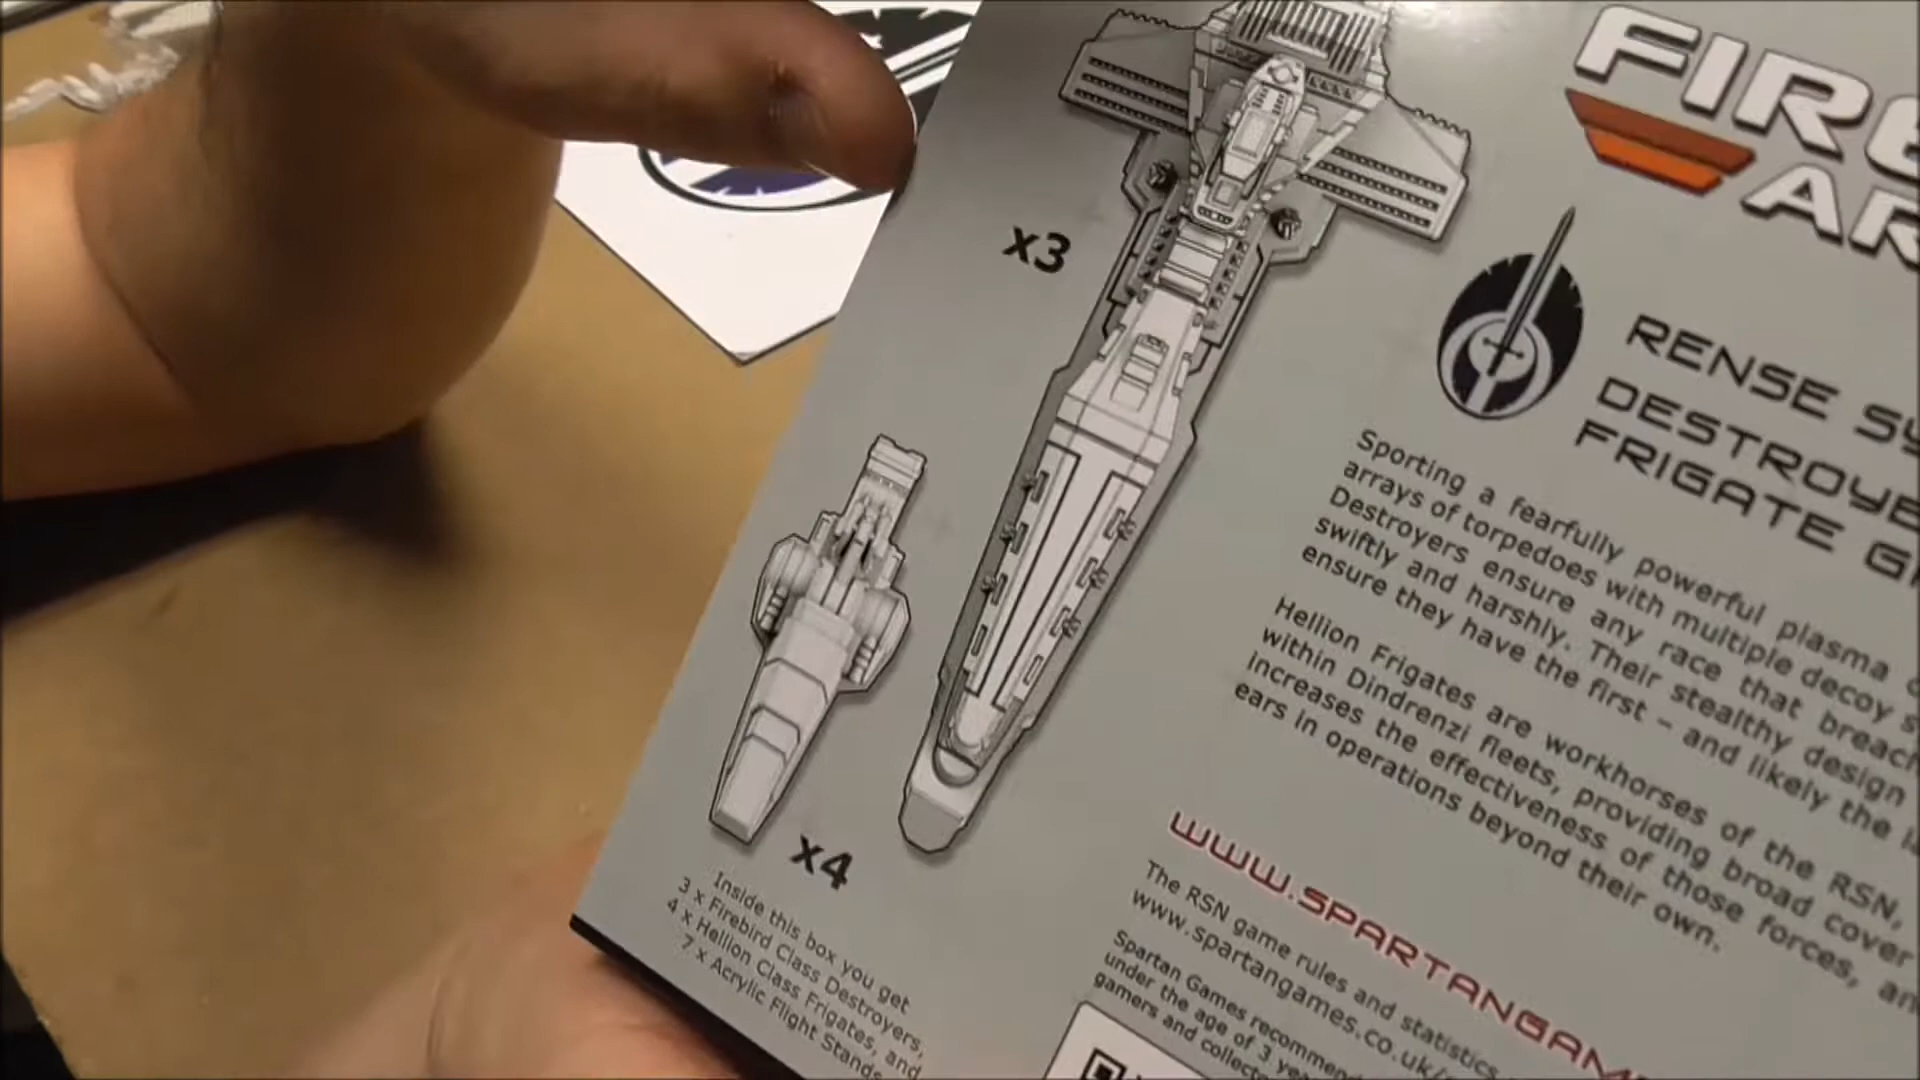 FIRE
AR
x3
RENSE SY
DESTROYE
FRIGATE G
Sporting a fearfully powerful plasma
arrays of torpedoes with multiple decoy s
Destroyers ensure any race that breach
swiftly and harshly. Their stealthy design
ensure they have the first – and likely the la
Hellion Frigates are workhorses of the RSN,
within Dindrenzi fleets, providing broad cover
increases the effectiveness of those forces, an
ears in operations beyond their own.
x4
Inside this box you get
3 x Firebird Class Destroyers,
4 x Hellion Class Frigates, and
7 x Acrylic Flight Stands
WWW.SPARTANGAM
The RSN game rules and statistics
www.spartangames.co.uk/
Spartan Games recommend
under the age of 3 yea
gamers and collecto